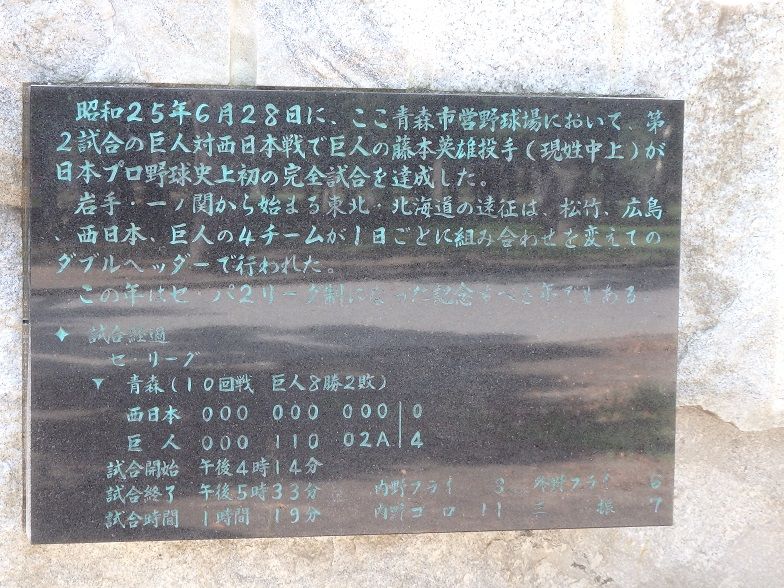 昭和25年6月28日に、ここ青森市営野球場において、第
2試合の巨人対西日本戦で巨人の藤本英雄投手(現姓中上)が
日本プロ野球史上初の完全試合を達成した。
岩手・一ノ関から始まる東北・北海道の遠征は、松竹、広島
、西日本、巨人の4チームが1日ごとに組み合わせを変えての
ダブルヘッダーで行われた。
この年はセ・パ2リーグ制になった記念すべき年でもある。
✦ 試合経過
セ・リーグ
▼ 青森(10回戦 巨人8勝2敗)
西日本 000 000 000 0
巨人 000 110 02A 4
試合開始 午後4時14分
試合終了 午後5時33分 内野フライ 3 外野フライ 6
試合時間 1時間19分 内野ゴロ 11 三振 7